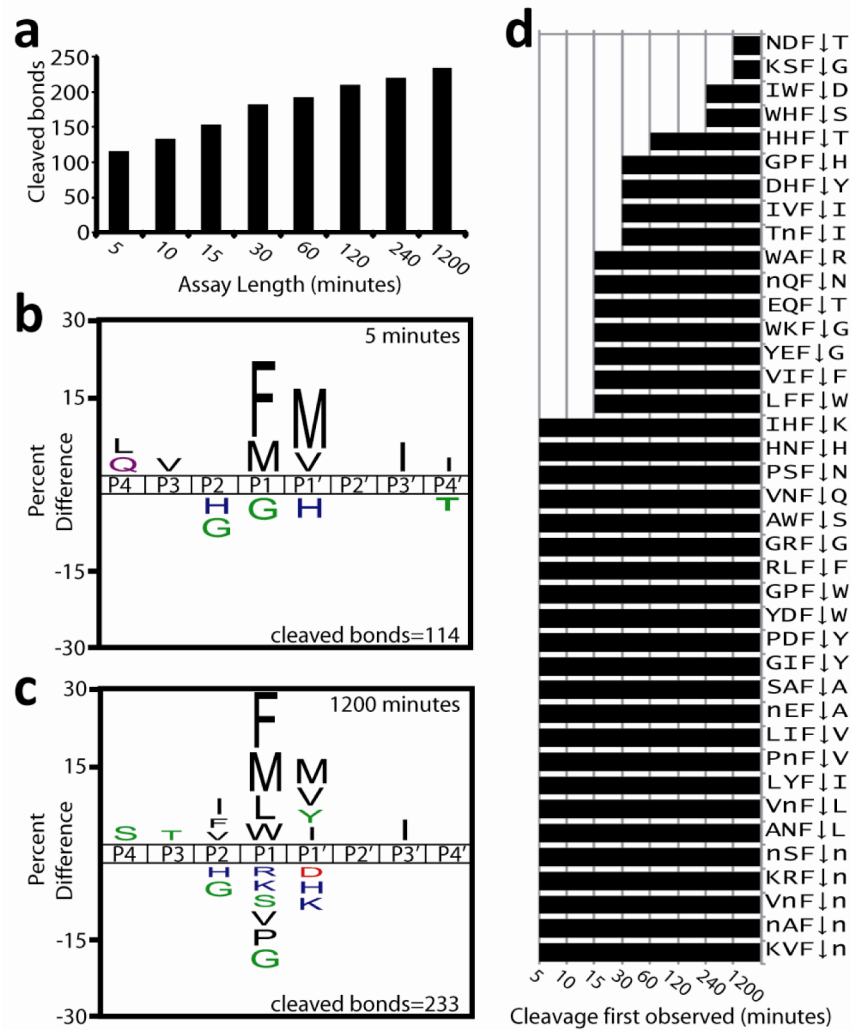 a
250
200
150
100
50
0
Cleaved bonds
5 10 15 30 60 120 240 1200
Assay Length (minutes)
b
30
15
-15
-30
Percent
Difference
5 minutes
F
M
M
V
L
Q
V
I
I
P4 P3 P2 P1 P1' P2' P3' P4'
H
G
G
H
T
cleaved bonds=114
c
30
15
-15
-30
Percent
Difference
1200 minutes
F
M
L
W
M
V
Y
I
I
F
V
S
T
I
P4 P3 P2 P1 P1' P2' P3' P4'
H
G
R
K
S
V
P
G
D
H
K
cleaved bonds=233
d
NDF↓T
KSF↓G
IWF↓D
WHF↓S
HHF↓T
GPF↓H
DHF↓Y
IVF↓I
TnF↓I
WAF↓R
nQF↓N
EQF↓T
WKF↓G
YEF↓G
VIF↓F
LFF↓W
IHF↓K
HNF↓H
PSF↓N
VNF↓Q
AWF↓S
GRF↓G
RLF↓F
GPF↓W
YDF↓W
PDF↓Y
GIF↓Y
SAF↓A
nEF↓A
LIF↓V
PnF↓V
LYF↓I
VnF↓L
ANF↓L
nSF↓n
KRF↓n
VnF↓n
nAF↓n
KVF↓n
5 10 15 30 60 120 240 1200
Cleavage first observed (minutes)